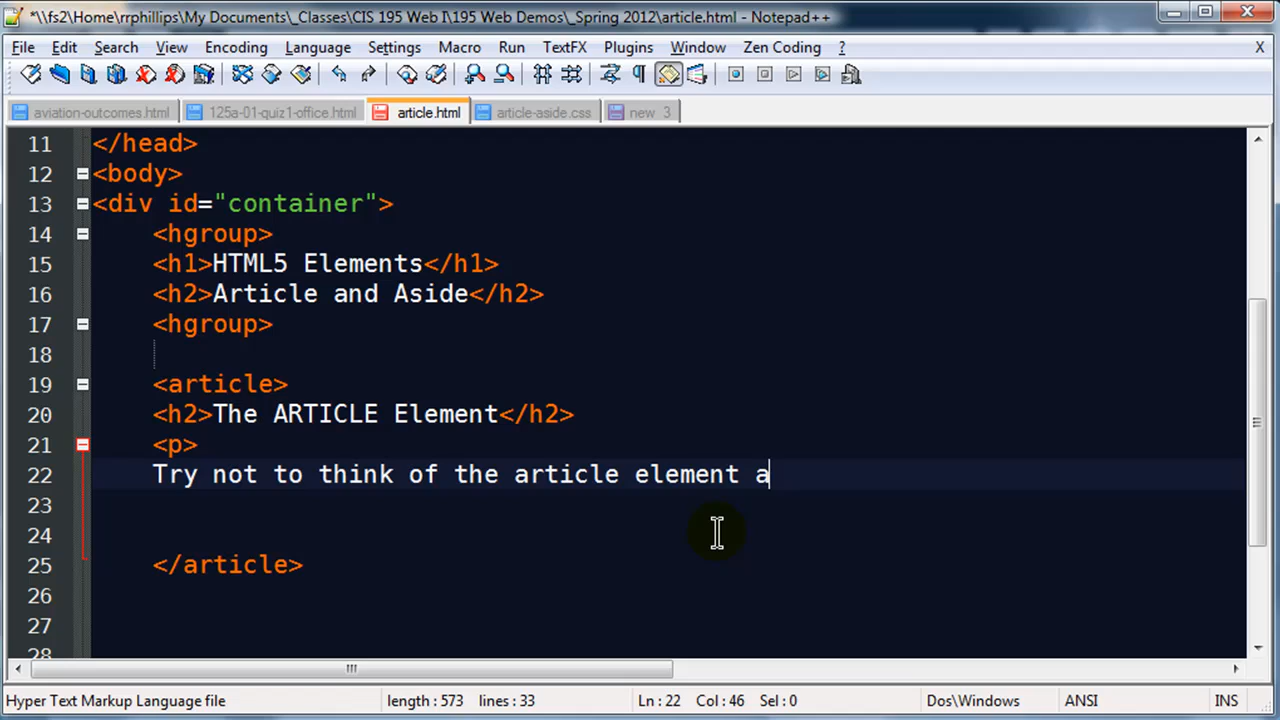 *\\fs2\Home\rrphillips\My Documents\_Classes\CIS 195 Web I\195 Web Demos\_Spring 2012\article.html - Notepad++
File Edit Search View Encoding Language Settings Macro Run TextFX Plugins Window Zen Coding ? X
aviation-outcomes.html 125a-01-quiz1-office.html article.html article-aside.css new 3
11 </head>
12 <body>
13 <div id="container">
14 <hgroup>
15 <h1>HTML5 Elements</h1>
16 <h2>Article and Aside</h2>
17 <hgroup>
18
19 <article>
20 <h2>The ARTICLE Element</h2>
21 <p>
22 Try not to think of the article element a
23
24
25 </article>
26
27
28
Hyper Text Markup Language file length : 573 lines : 33 Ln : 22 Col : 46 Sel : 0 Dos\Windows ANSI INS